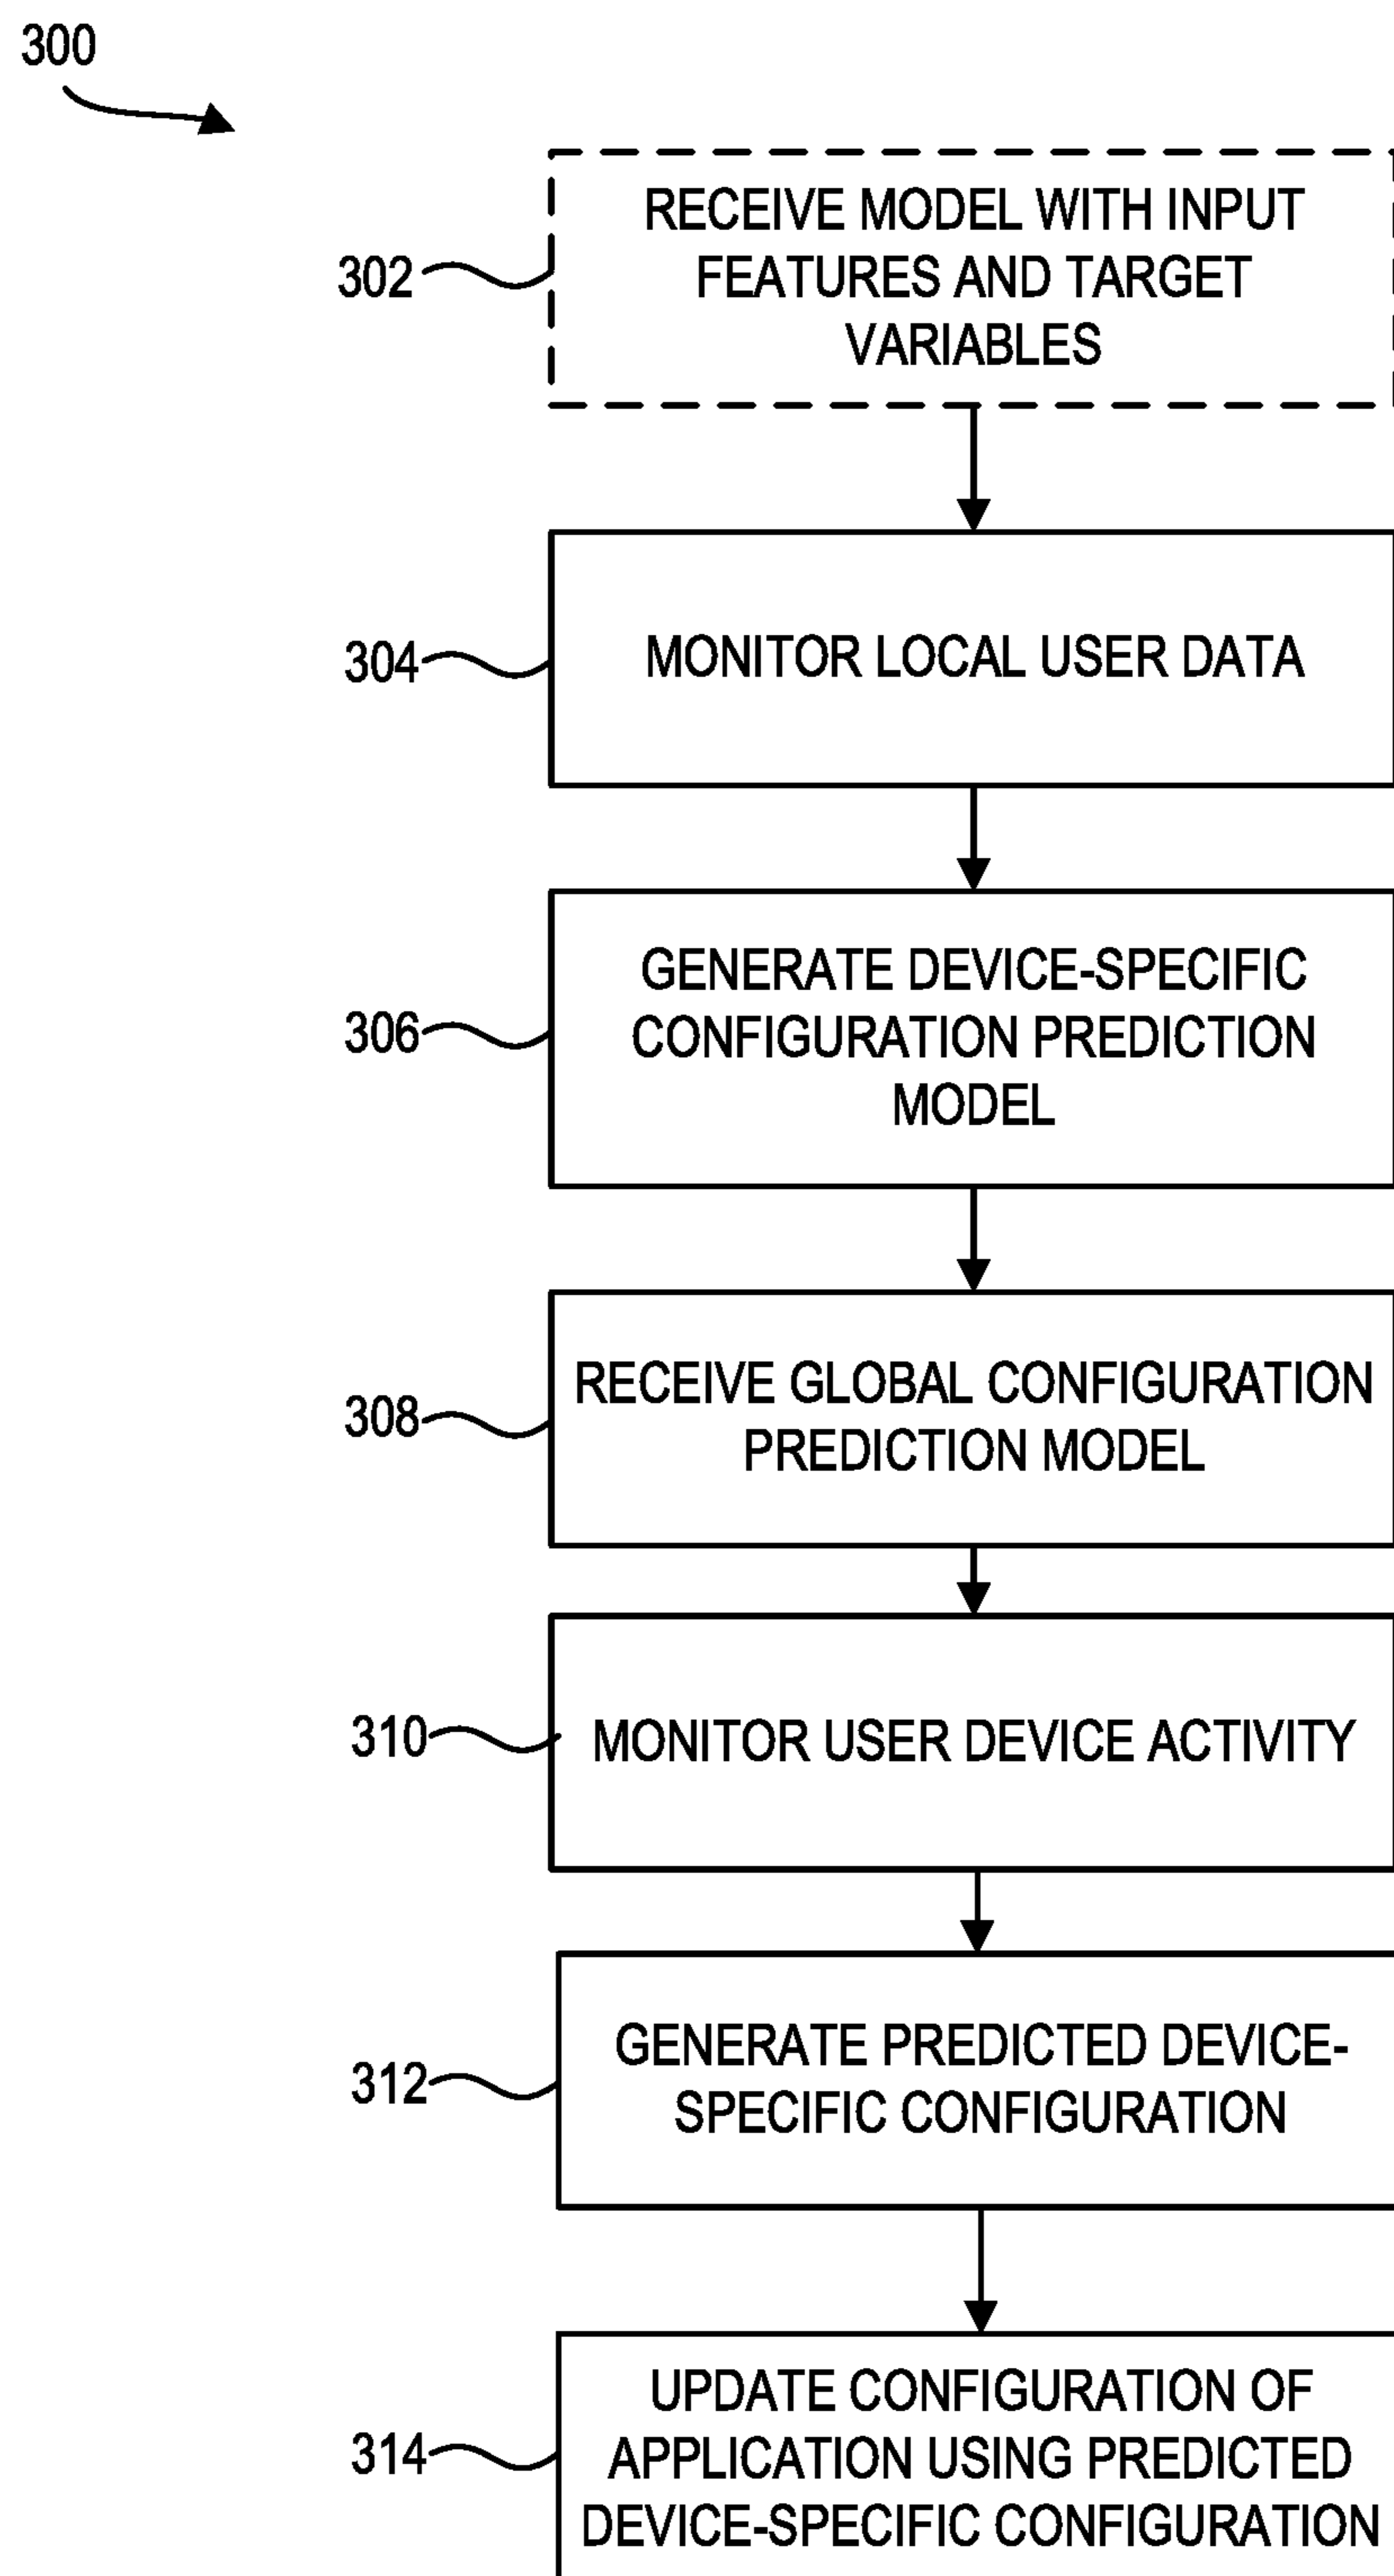 300
RECEIVE MODEL WITH INPUT
FEATURES AND TARGET
VARIABLES
302
MONITOR LOCAL USER DATA
304
GENERATE DEVICE-SPECIFIC
CONFIGURATION PREDICTION
MODEL
306
RECEIVE GLOBAL CONFIGURATION
PREDICTION MODEL
308
MONITOR USER DEVICE ACTIVITY
310
GENERATE PREDICTED DEVICE-
SPECIFIC CONFIGURATION
312
UPDATE CONFIGURATION OF
APPLICATION USING PREDICTED
DEVICE-SPECIFIC CONFIGURATION
314